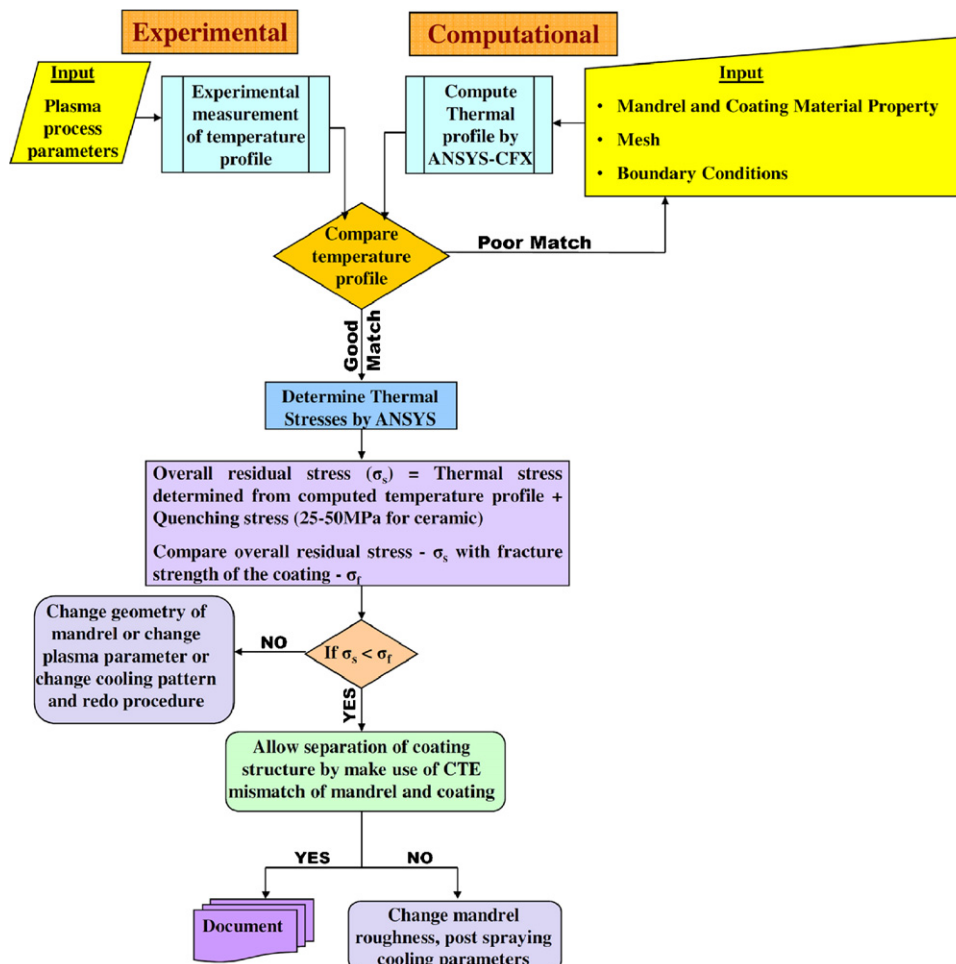 Experimental
Computational
Input
Plasma
process
parameters
Experimental
measurement
of temperature
profile
Compute
Thermal
profile by
ANSYS-CFX
Input
• Mandrel and Coating Material Property
• Mesh
• Boundary Conditions
Compare
temperature
profile
Poor Match
Good
Match
Determine Thermal
Stresses by ANSYS
Overall residual stress (σs) = Thermal stress
determined from computed temperature profile +
Quenching stress (25-50MPa for ceramic)
Compare overall residual stress - σs with fracture
strength of the coating - σf
Change geometry of
mandrel or change
plasma parameter or
change cooling pattern
and redo procedure
NO
If σs < σf
YES
Allow separation of coating
structure by make use of CTE
mismatch of mandrel and coating
YES
NO
Document
Change mandrel
roughness, post spraying
cooling parameters